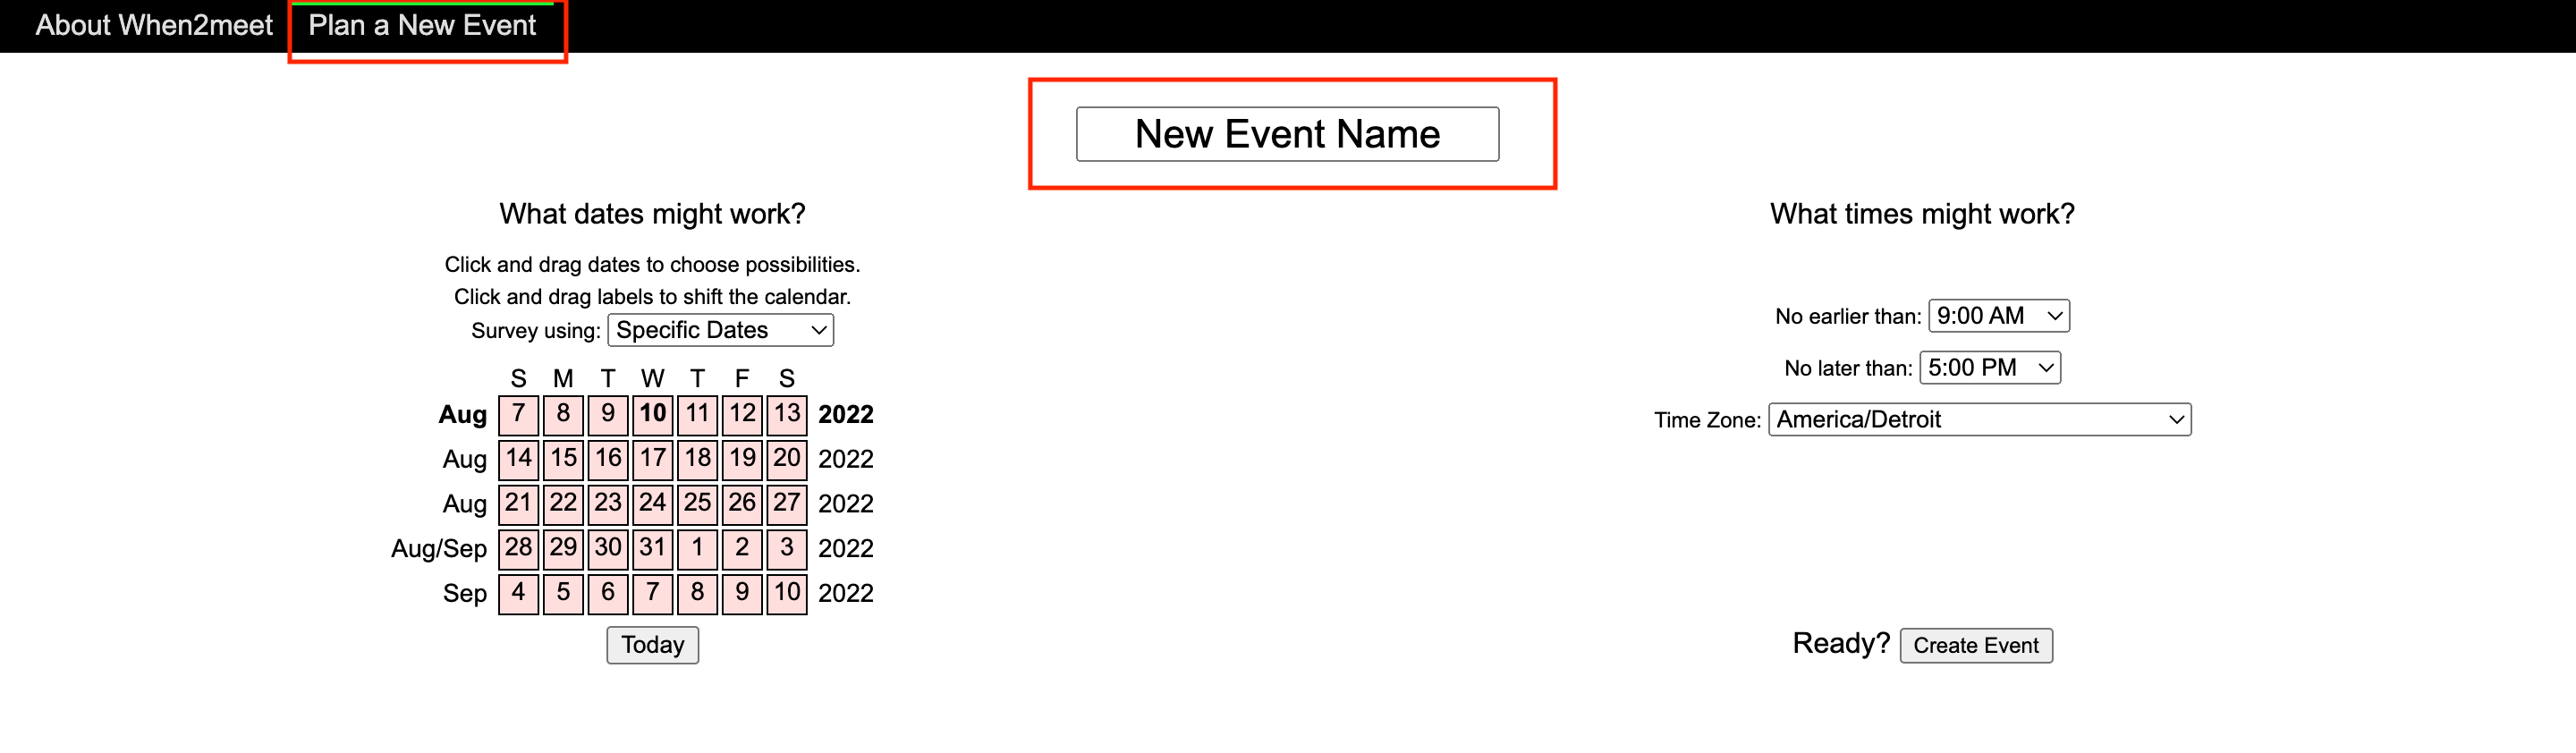 About When2meet Plan a New Event
New Event Name
What dates might work?
Click and drag dates to choose possibilities.
Click and drag labels to shift the calendar.
Survey using: Specific Dates
S M T W T F S
Aug 7 8 9 10 11 12 13 2022
Aug 14 15 16 17 18 19 20 2022
Aug 21 22 23 24 25 26 27 2022
Aug/Sep 28 29 30 31 1 2 3 2022
Sep 4 5 6 7 8 9 10 2022
Today
What times might work?
No earlier than: 9:00 AM
No later than: 5:00 PM
Time Zone: America/Detroit
Ready? Create Event